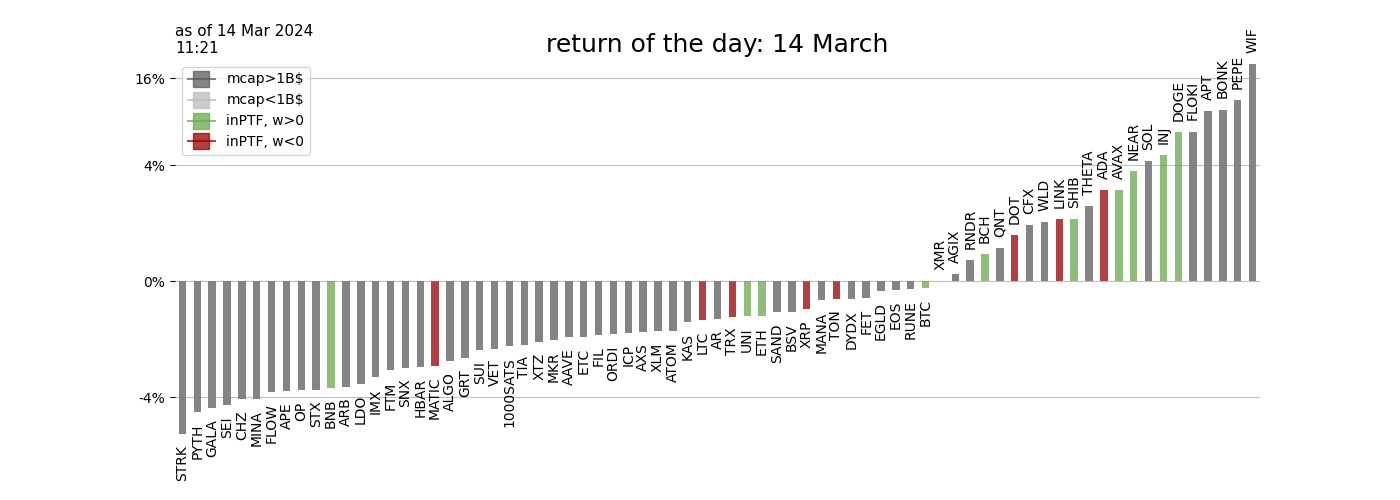 as of 14 Mar 2024
11:21
return of the day: 14 March
mcap>1B$
mcap<1B$
inPTF, w>0
inPTF, w<0
16%
4%
0%
-4%
STRK
PYTH
GALA
SEI
CHZ
MINA
FLOW
APE
OP
STX
BNB
ARB
LDO
IMX
FTM
SNX
HBAR
MATIC
ALGO
GRT
SUI
VET
1000SATS
TIA
XTZ
MKR
AAVE
ETC
FIL
ORDI
ICP
AXS
XLM
ATOM
KAS
LTC
AR
TRX
UNI
ETH
SAND
BSV
XRP
MANA
TON
DYDX
FET
EGLD
EOS
RUNE
BTC
XMR
AGIX
RNDR
BCH
QNT
DOT
CFX
WLD
LINK
SHIB
THETA
ADA
AVAX
NEAR
SOL
INJ
DOGE
FLOKI
APT
BONK
PEPE
WIF